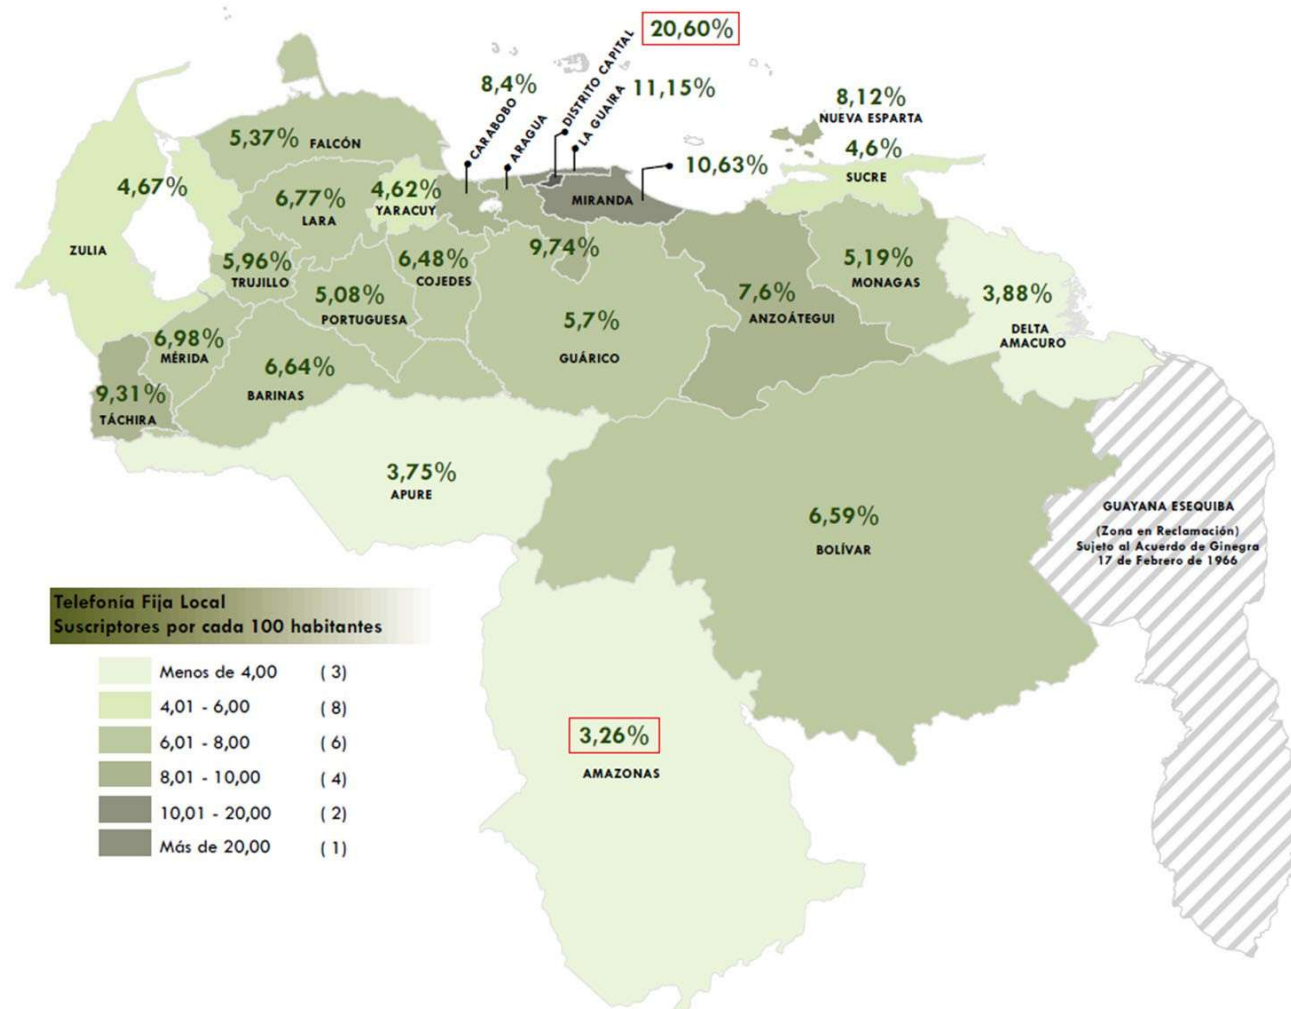 20,60%
DISTRITO CAPITAL
8,4%
CARABOBO
ARAGUA
LA GUAIRA
11,15%
8,12%
NUEVA ESPARTA
5,37%
FALCÓN
4,6%
SUCRE
10,63%
4,67%
6,77%
LARA
4,62%
YARACUY
MIRANDA
ZULIA
5,96%
TRUJILLO
6,48%
COJEDES
9,74%
5,19%
MONAGAS
5,08%
PORTUGUESA
5,7%
GUÁRICO
7,6%
ANZOÁTEGUI
3,88%
DELTA
AMACURO
6,98%
MÉRIDA
6,64%
BARINAS
9,31%
TÁCHIRA
3,75%
APURE
6,59%
BOLÍVAR
GUAYANA ESEQUIBA
(Zona en Reclamación)
Sujeto al Acuerdo de Ginegra
17 de Febrero de 1966
Telefonía Fija Local
Suscriptores por cada 100 habitantes
Menos de 4,00 ( 3)
4,01 - 6,00 ( 8)
6,01 - 8,00 ( 6)
8,01 - 10,00 ( 4)
10,01 - 20,00 ( 2)
Más de 20,00 ( 1)
3,26%
AMAZONAS